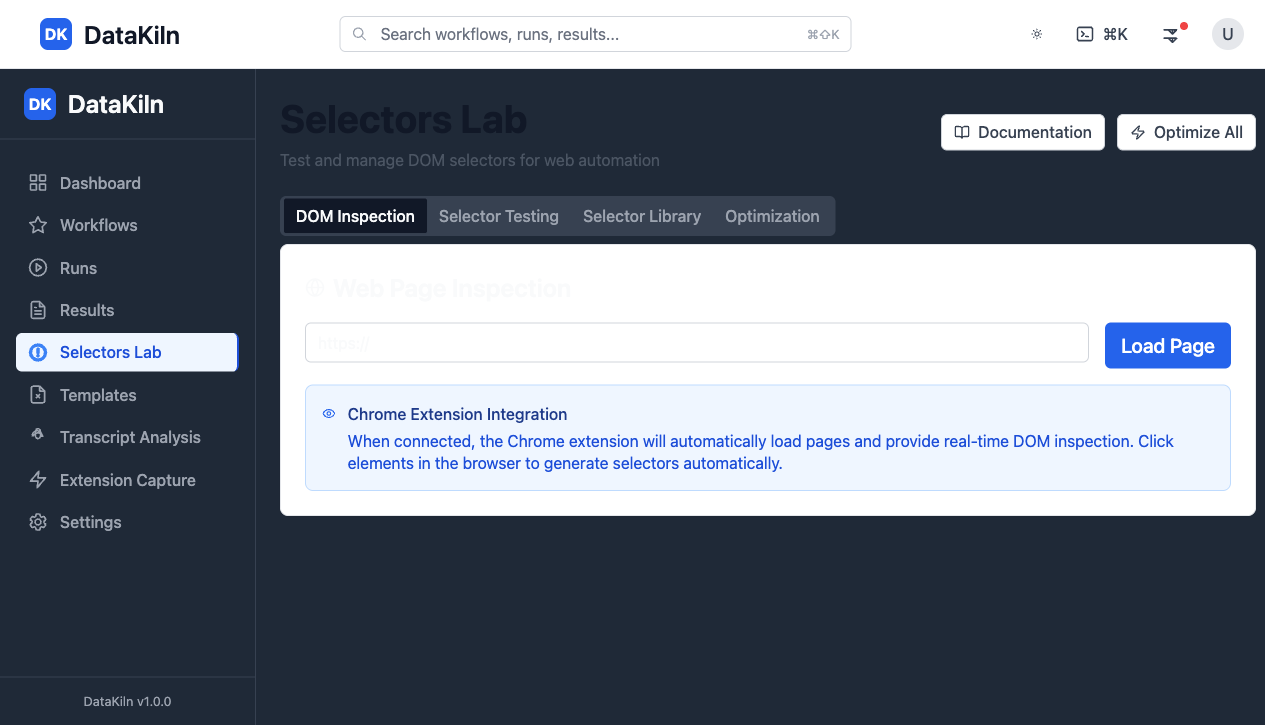 DK DataKiln
Search workflows, runs, results... ⌘⇧K
⌘K
U
DK DataKiln
Dashboard
Workflows
Runs
Results
Selectors Lab
Templates
Transcript Analysis
Extension Capture
Settings
DataKiln v1.0.0
Selectors Lab
Test and manage DOM selectors for web automation
Documentation
Optimize All
DOM Inspection Selector Testing Selector Library Optimization
Web Page Inspection
https://
Load Page
Chrome Extension Integration
When connected, the Chrome extension will automatically load pages and provide real-time DOM inspection. Click
elements in the browser to generate selectors automatically.